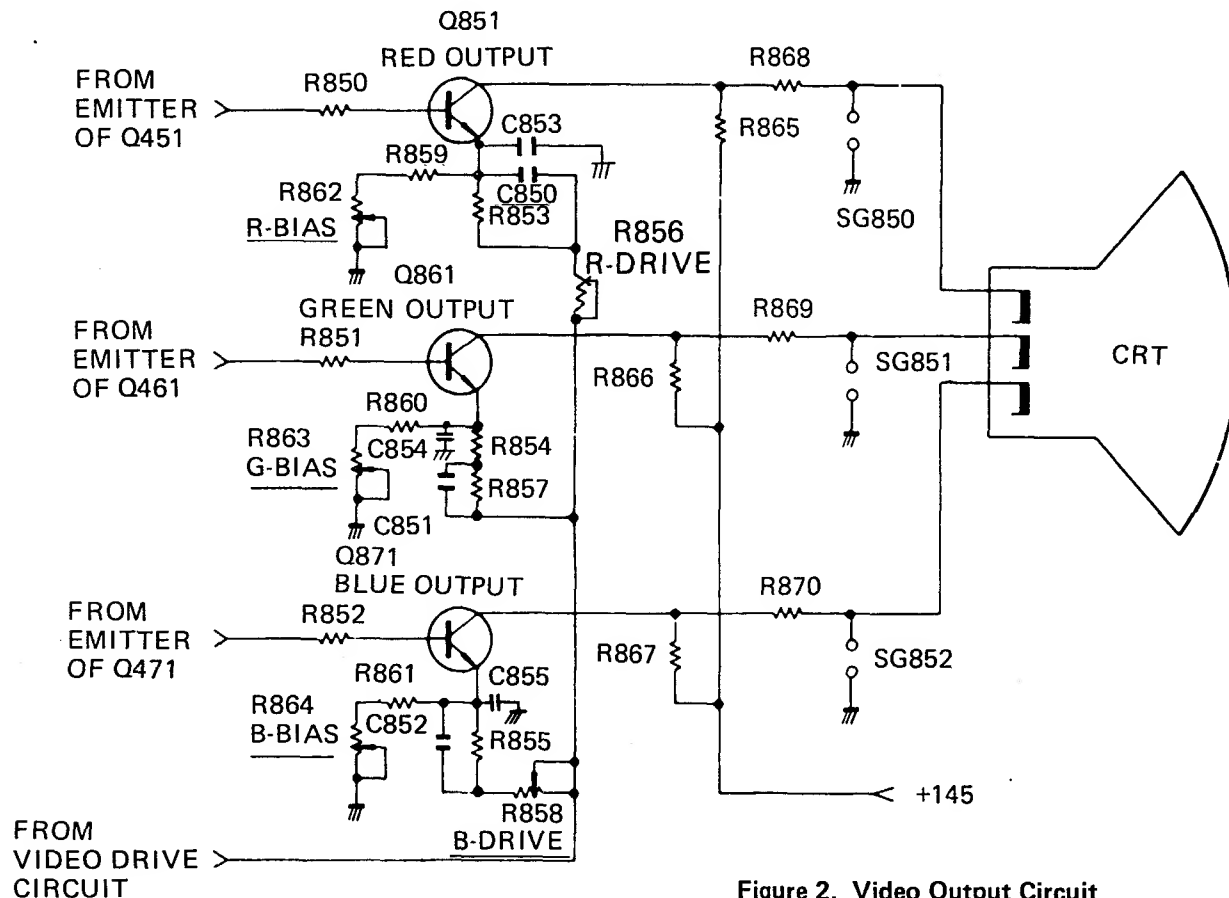 Q851
RED OUTPUT
FROM
EMITTER
OF Q451
R850
R868
C853
R865
R859
R862
R-BIAS
C850
R853
SG850
R856
R-DRIVE
Q861
GREEN OUTPUT
FROM
EMITTER
OF Q461
R851
R869
SG851
CRT
R866
R860
R863
G-BIAS
C854
R854
R857
C851
Q871
BLUE OUTPUT
FROM
EMITTER
OF Q471
R852
R870
R867
SG852
R861
C855
R864
B-BIAS
C852
R855
R858
B-DRIVE
+145
FROM
VIDEO DRIVE
CIRCUIT
Figure 2. Video Output Circuit